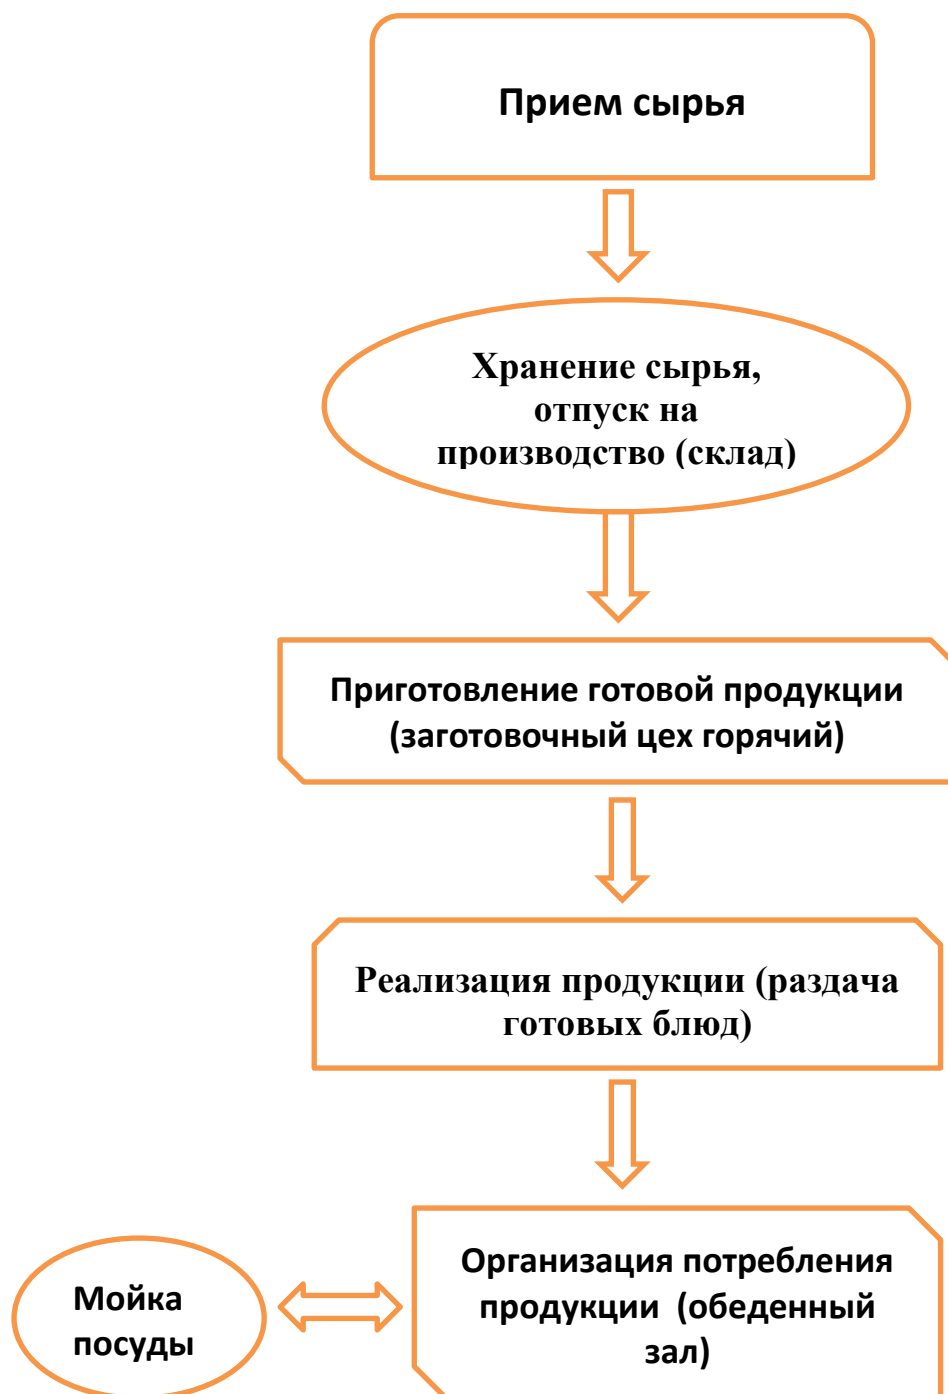 Прием сырья
Хранение сырья,
отпуск на
производство (склад)
Приготовление готовой продукции
(заготовочный цех горячий)
Реализация продукции (раздача
готовых блюд)
Организация потребления
продукции (обеденный
зал)
Мойка
посуды